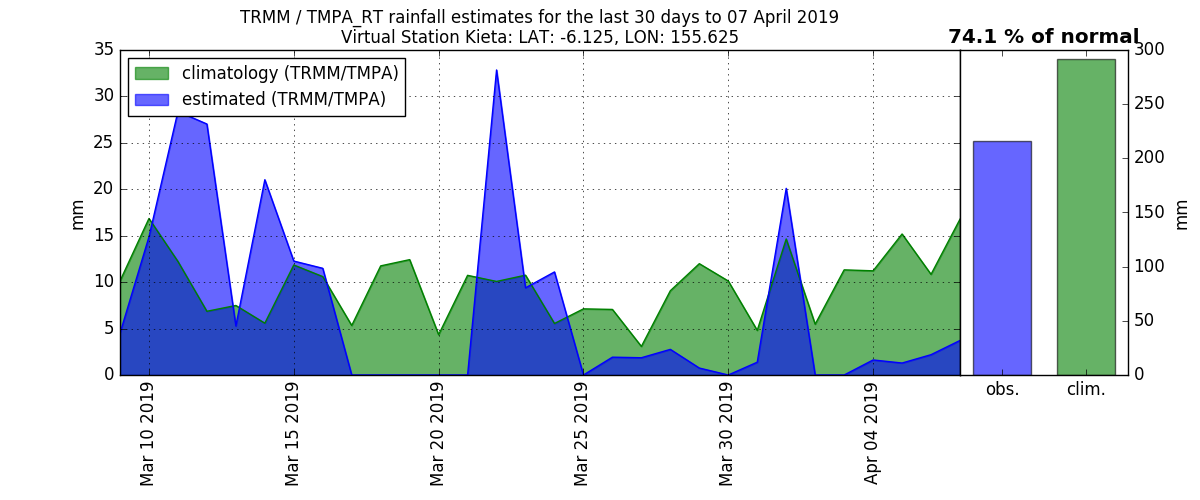 TRMM / TMPA_RT rainfall estimates for the last 30 days to 07 April 2019
Virtual Station Kieta: LAT: -6.125, LON: 155.625
74.1 % of normal
climatology (TRMM/TMPA)
estimated (TRMM/TMPA)
35
30
25
20
15
10
5
0
mm
Mar 10 2019
Mar 15 2019
Mar 20 2019
Mar 25 2019
Mar 30 2019
Apr 04 2019
300
250
200
150
100
50
0
mm
obs.
clim.